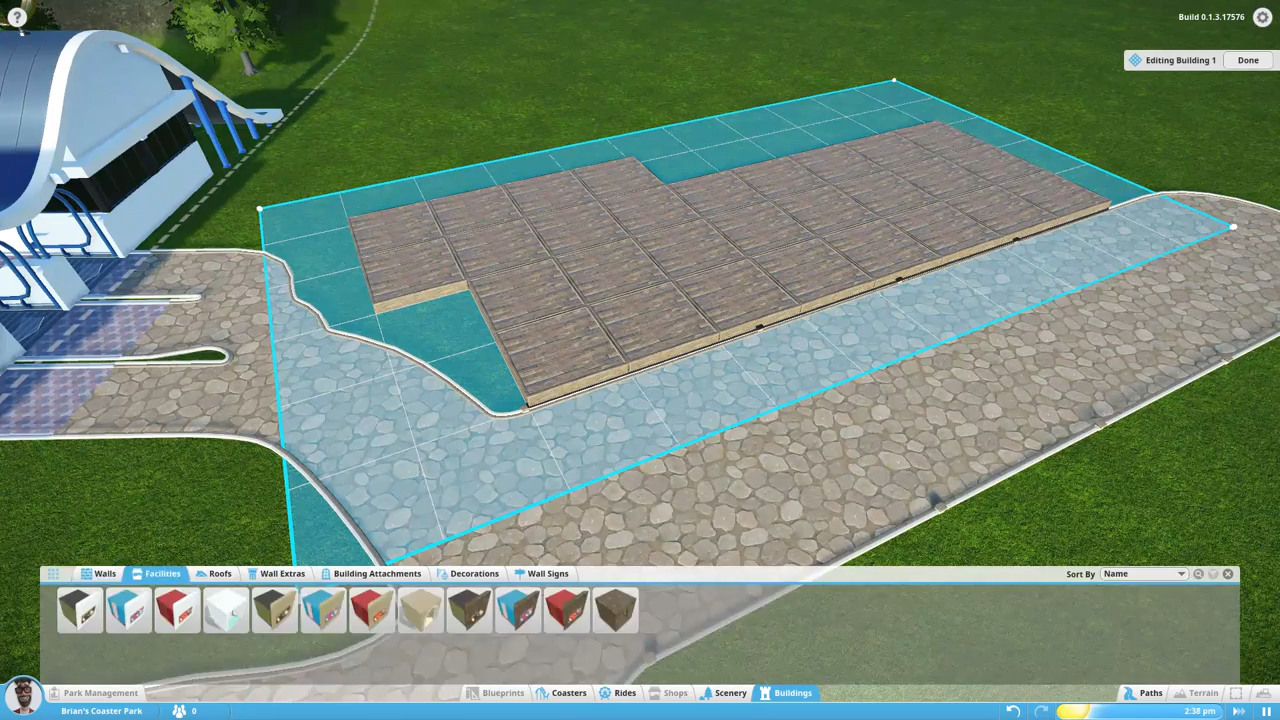 ?
Build 0.1.3.17576
Editing Building 1 Done
Walls Facilities Roofs Wall Extras Building Attachments Decorations Wall Signs Sort By Name
Park Management Blueprints Coasters Rides Shops Scenery Buildings Paths Terrain
Brian's Coaster Park 0 2:38 pm